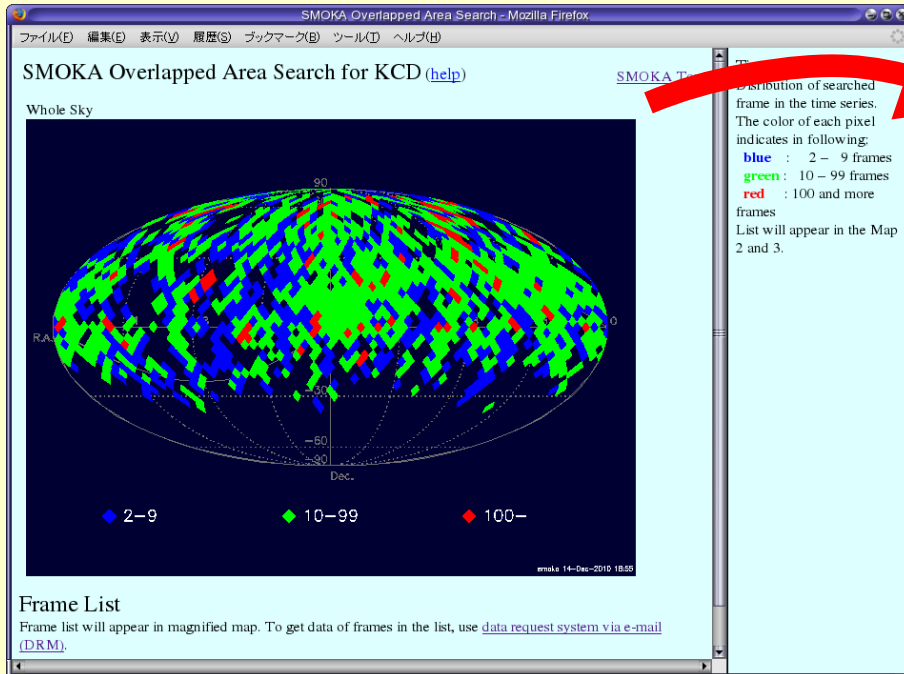 SMOKA Overlapped Area Search - Mozilla Firefox
ファイル(F) 編集(E) 表示(V) 履歴(S) ブックマーク(B) ツール(T) ヘルプ(H)
SMOKA Overlapped Area Search for KCD (help)
SMOKA
Whole Sky
90
R.A.
0
-30
-60
-90
Dec.
2-9
10-99
100-
smoka 14-Dec-2010 18:55
Frame List
Frame list will appear in magnified map. To get data of frames in the list, use data request system via e-mail
(DRM).
Disribution of searched
frame in the time series.
The color of each pixel
indicates in following;
blue : 2 – 9 frames
green : 10 – 99 frames
red : 100 and more
frames
List will appear in the Map
2 and 3.